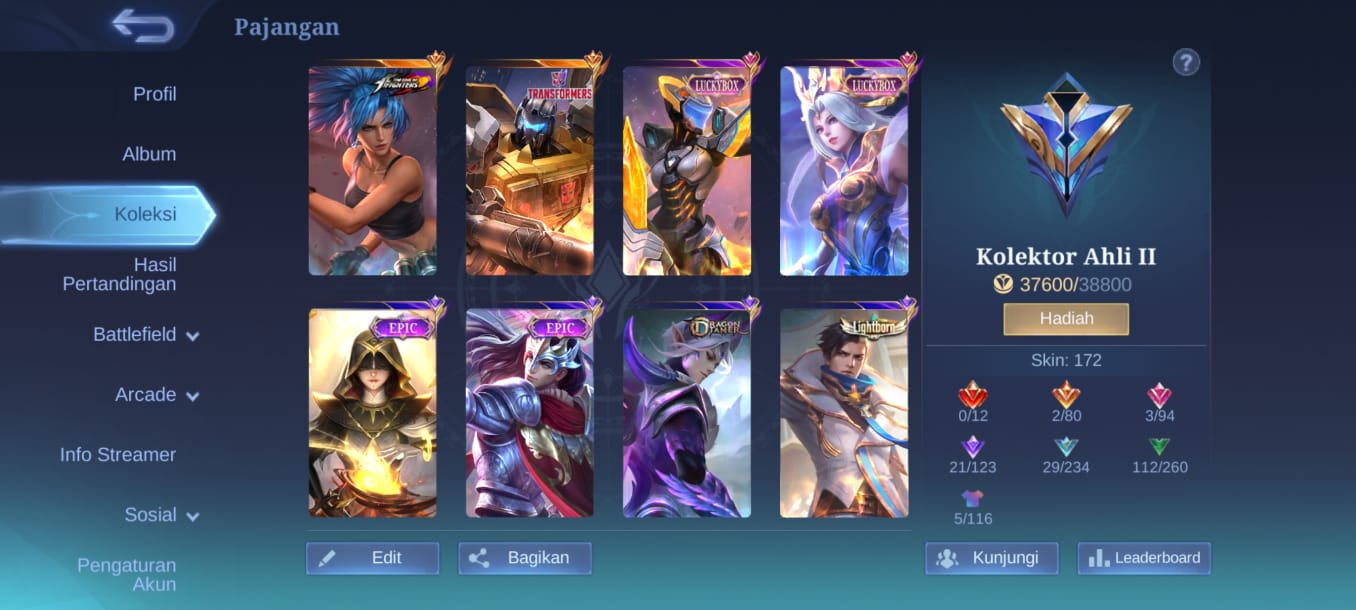 Pajangan
Profil
Album
Koleksi
Hasil
Pertandingan
Battlefield
Arcade
Info Streamer
Sosial
Pengaturan
Akun
THE KING OF FIGHTERS
TRANSFORMERS
LUCKYBOX
LUCKYBOX
EPIC
EPIC
DRAGON
TAMER
Lightborn
Edit
Bagikan
?
Kolektor Ahli II
37600/38800
Hadiah
Skin: 172
0/12
2/80
3/94
21/123
29/234
112/260
5/116
Kunjungi
Leaderboard